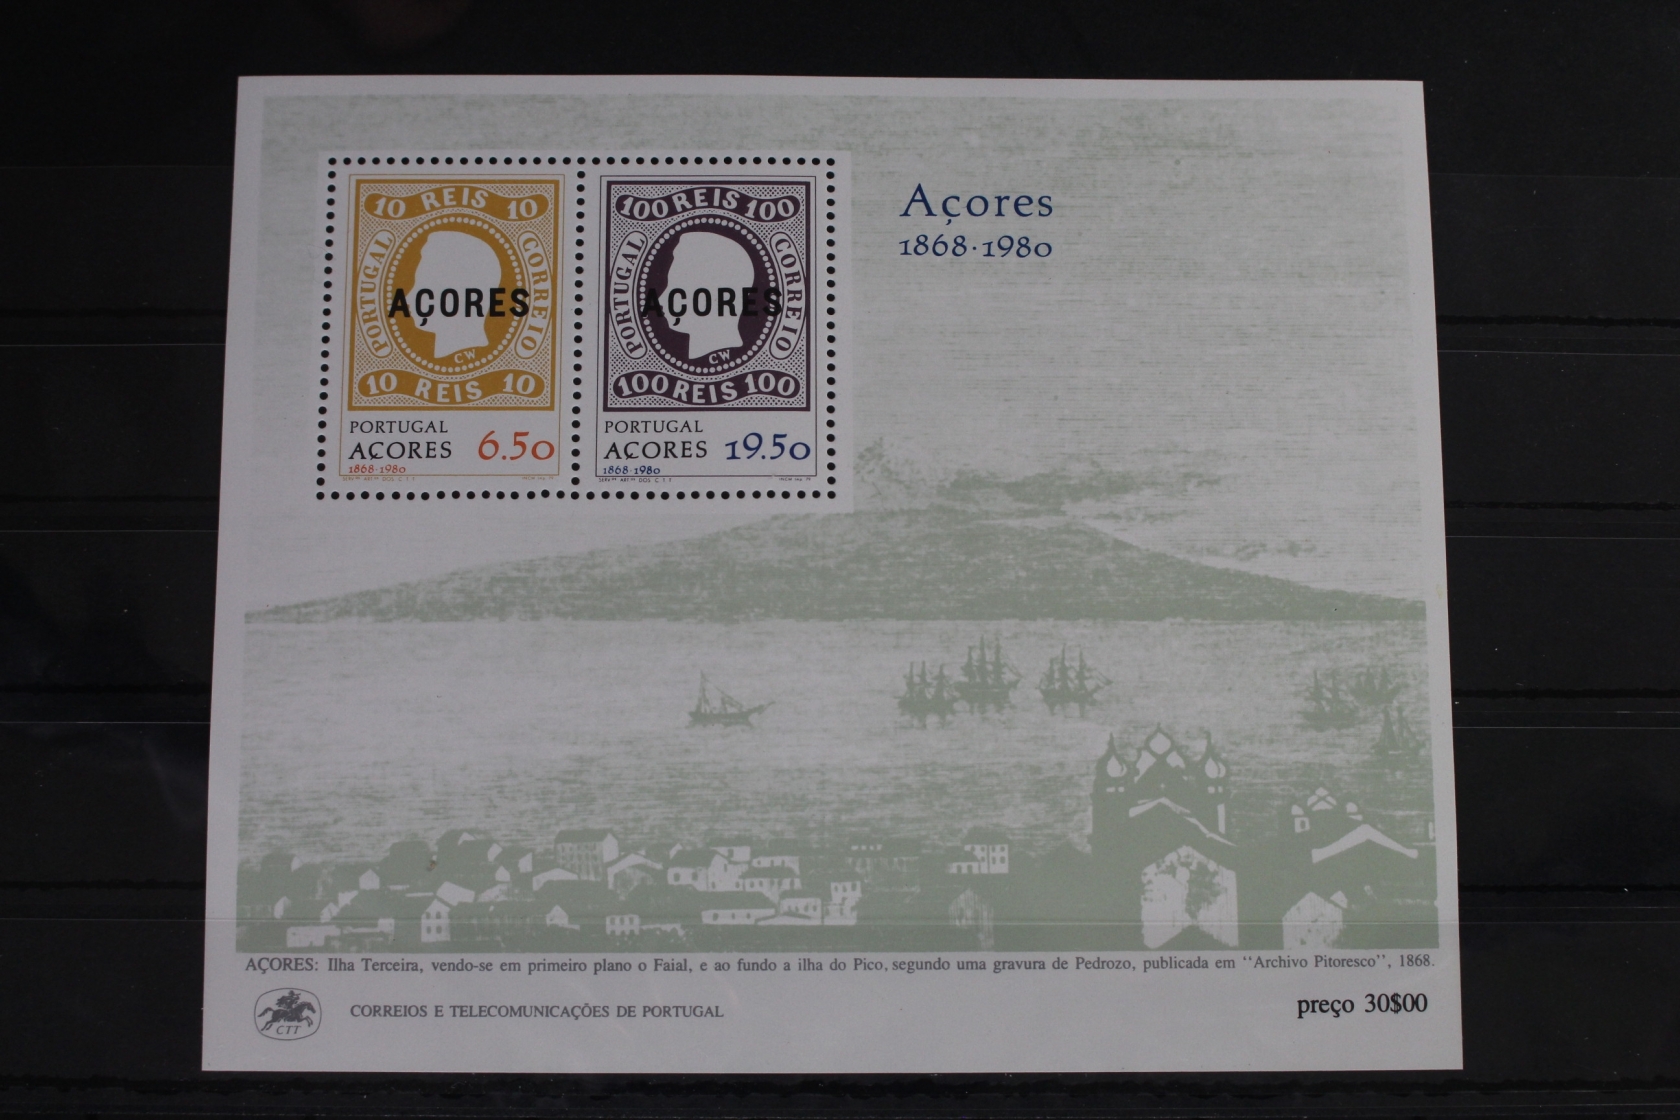 10 REIS 10
PORTUGAL
CORREIO
AÇORES
CW
10 REIS 10
PORTUGAL
AÇORES 6.50
1868·1980
100 REIS 100
PORTUGAL
CORREIO
AÇORES
CW
100 REIS 100
PORTUGAL
AÇORES 19.50
1868·1980
Açores
1868·1980
AÇORES: Ilha Terceira, vendo-se em primeiro plano o Faial, e ao fundo a ilha do Pico, segundo uma gravura de Pedrozo, publicada em "Archivo Pitoresco", 1868.
CTT
CORREIOS E TELECOMUNICAÇÕES DE PORTUGAL
preço 30$00